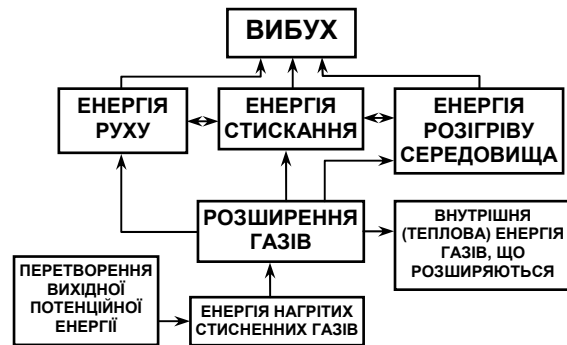 ВИБУХ
ЕНЕРГІЯ
РУХУ
ЕНЕРГІЯ
СТИСКАННЯ
ЕНЕРГІЯ
РОЗІГРІВУ
СЕРЕДОВИЩА
РОЗШИРЕННЯ
ГАЗІВ
ВНУТРІШНЯ
(ТЕПЛОВА) ЕНЕРГІЯ
ГАЗІВ, ЩО
РОЗШИРЯЮТЬСЯ
ПЕРЕТВОРЕННЯ
ВИХІДНОЇ
ПОТЕНЦІЙНОЇ
ЕНЕРГІЇ
ЕНЕРГІЯ НАГРІТИХ
СТИСНЕННИХ ГАЗІВ